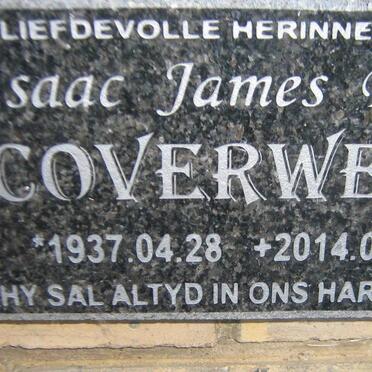 LIEFDEVOLLE HERINNE
saac James
COVERWE
*1937.04.28 +2014.0
HY SAL ALTYD IN ONS HAR